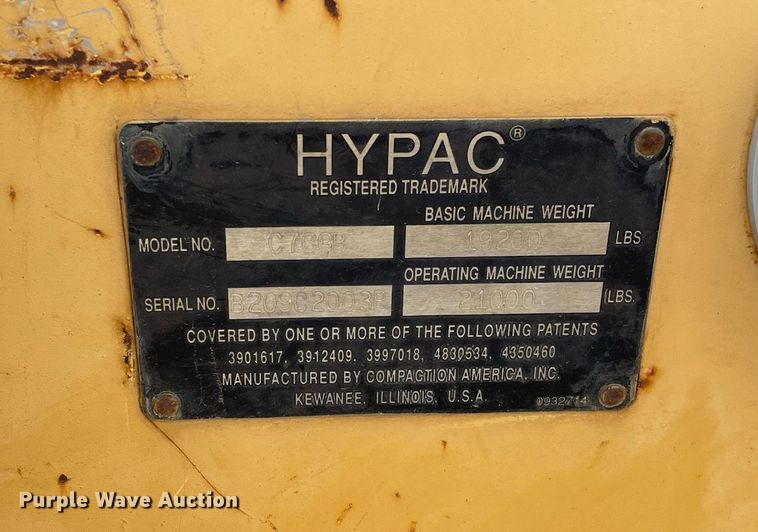 HYPAC®
REGISTERED TRADEMARK
BASIC MACHINE WEIGHT
MODEL NO. LBS.
OPERATING MACHINE WEIGHT
SERIAL NO. 21000 LBS.
COVERED BY ONE OR MORE OF THE FOLLOWING PATENTS
3901617, 3912409, 3997018, 4830534, 4350460
MANUFACTURED BY COMPACTION AMERICA, INC.
KEWANEE, ILLINOIS, U.S.A.
0932714
Purple Wave Auction